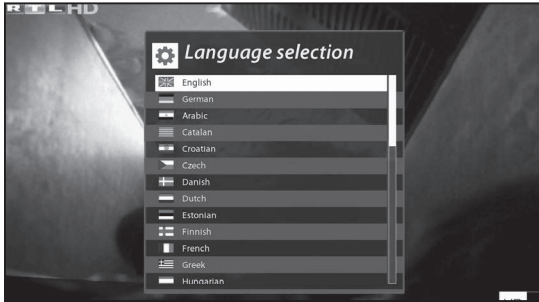 RTL HD
Language selection
English
German
Arabic
Catalan
Croatian
Czech
Danish
Dutch
Estonian
Finnish
French
Greek
Hungarian